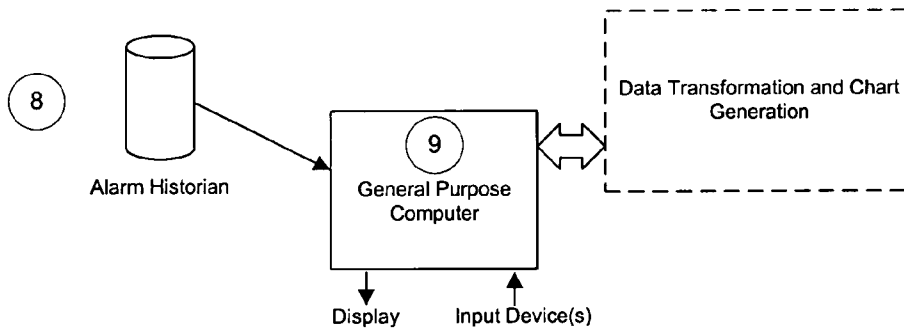 8
Alarm Historian
9
General Purpose
Computer
Data Transformation and Chart
Generation
Display
Input Device(s)